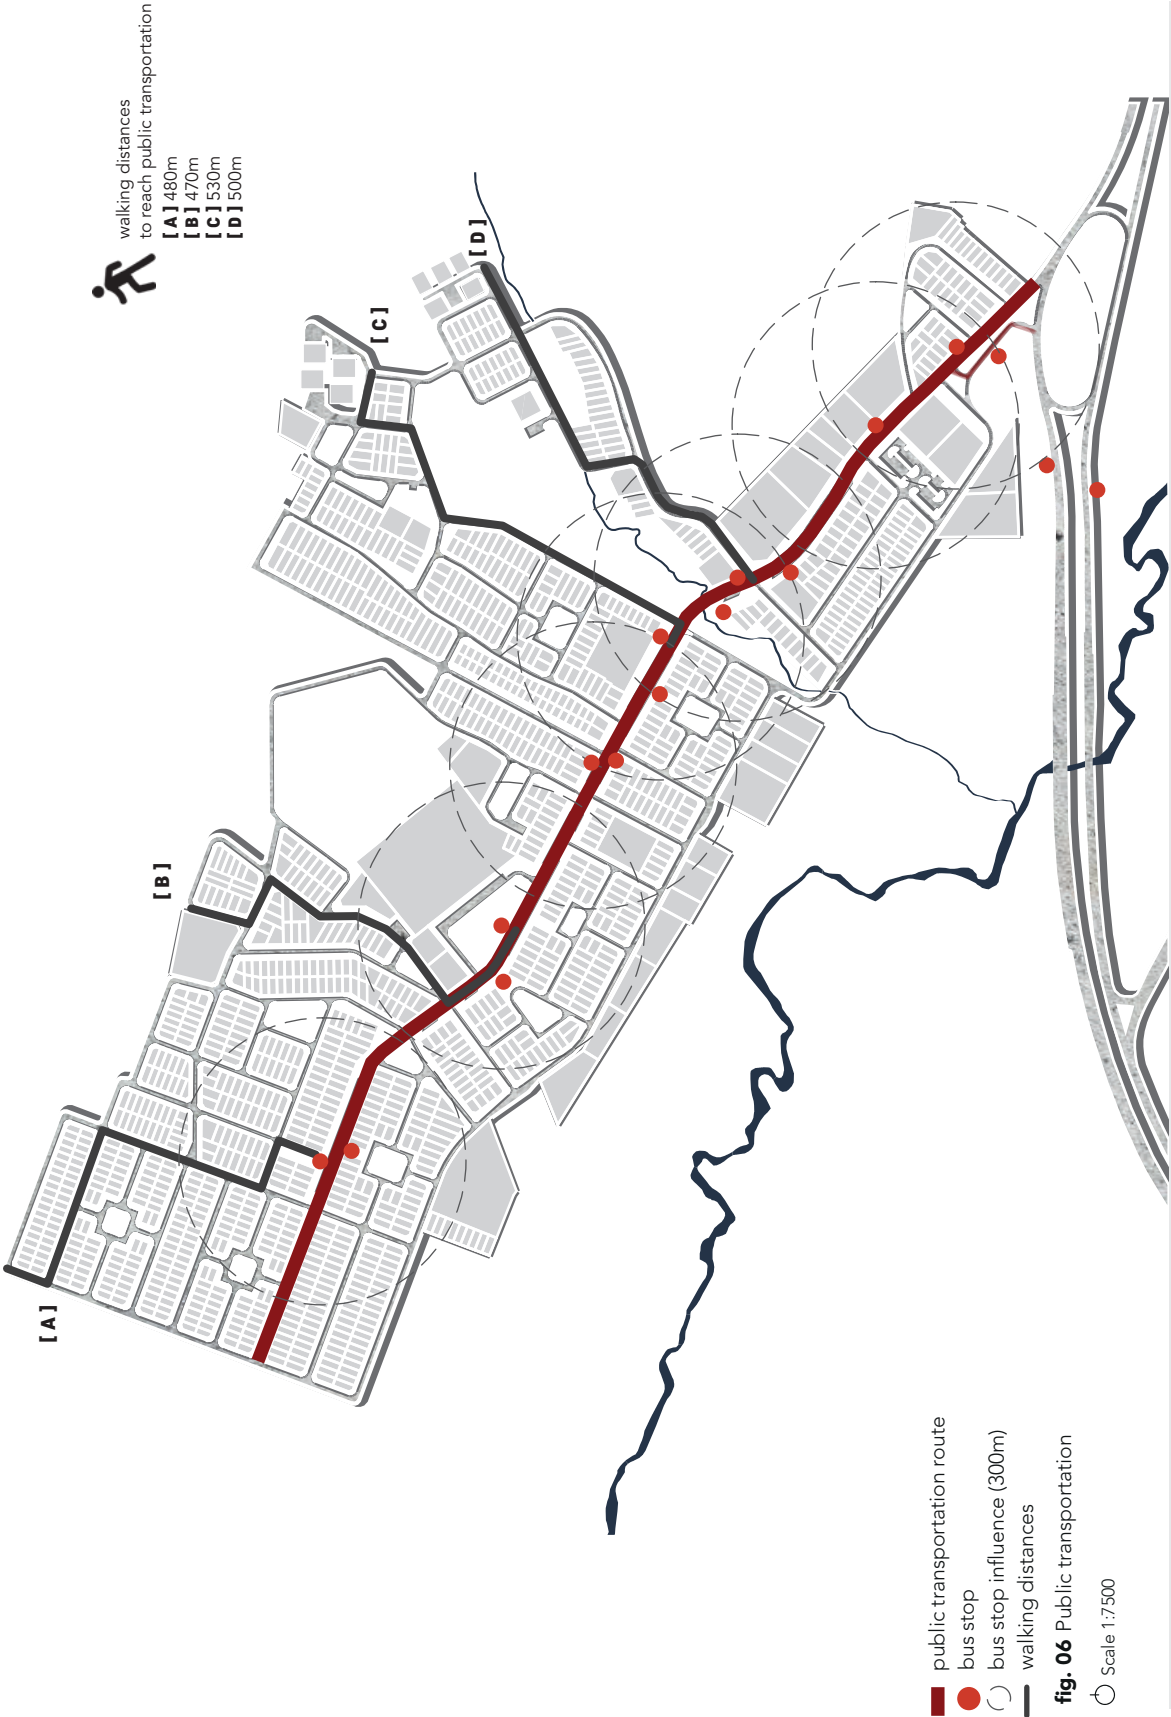 walking distances
to reach public transportation
[ A ] 480m
[ B ] 470m
[ C ] 530m
[ D ] 500m
[ A ]
[ B ]
[ C ]
[ D ]
public transportation route
bus stop
bus stop influence (300m)
walking distances
fig. 06 Public transportation
Scale 1:7500